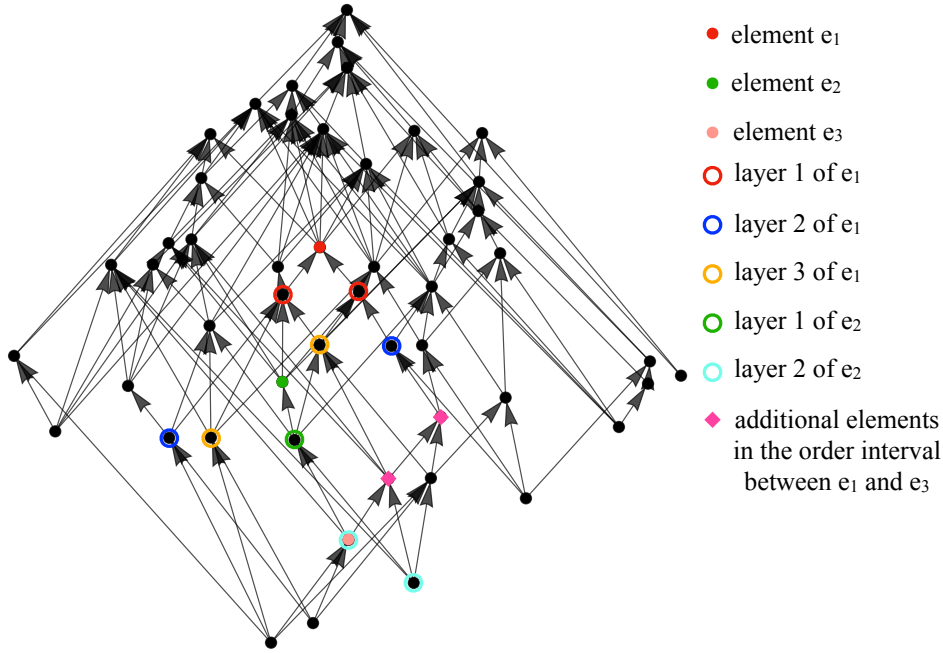 element e₁
element e₂
element e₃
layer 1 of e₁
layer 2 of e₁
layer 3 of e₁
layer 1 of e₂
layer 2 of e₂
additional elements
in the order interval
between e₁ and e₃